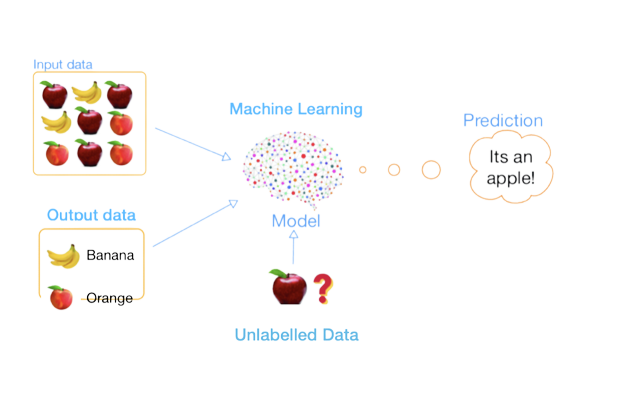 Input data
Machine Learning
Prediction
Its an
apple!
Output data
Model
Banana
?
Orange
Unlabelled Data